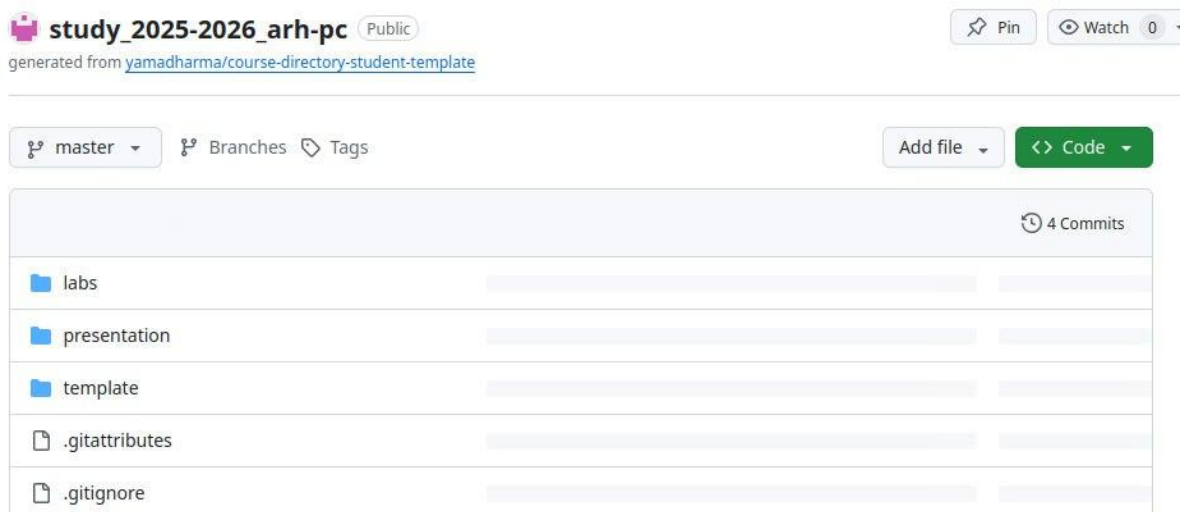 study_2025-2026_arh-pc Public Pin Watch 0
generated from yamadharma/course-directory-student-template
master Branches Tags Add file <> Code
4 Commits
labs
presentation
template
.gitattributes
.gitignore